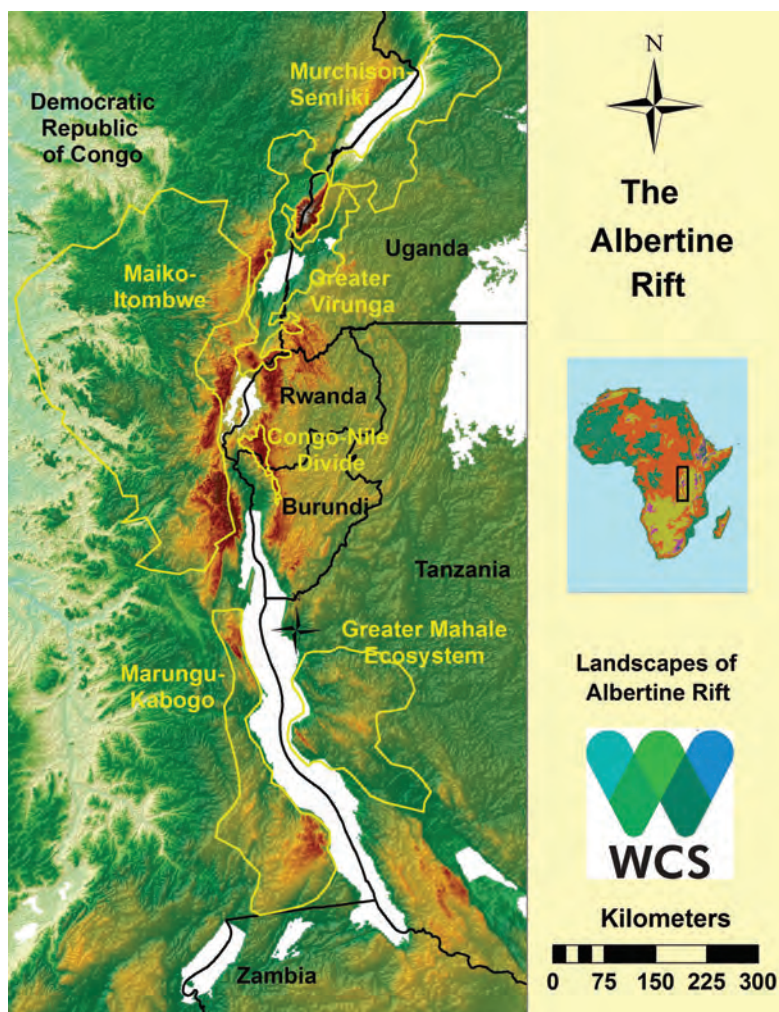 Murchison-
Semliki
Democratic
Republic
of Congo
Uganda
Maiko-
Itombwe
Greater
Virunga
Rwanda
Congo-Nile
Divide
Burundi
Tanzania
Greater Mahale
Ecosystem
Marungu-
Kabogo
Zambia
N
The
Albertine
Rift
Landscapes of
Albertine Rift
WCS
Kilometers
0 75 150 225 300